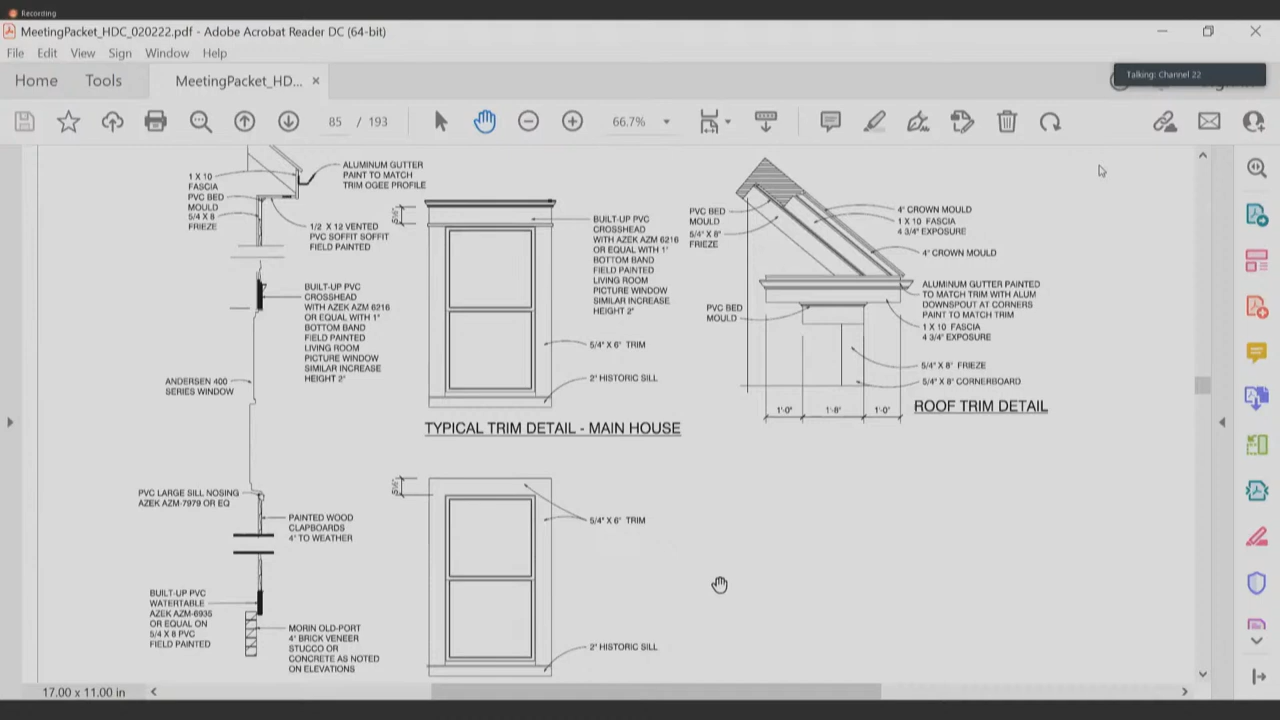 Recording
MeetingPacket_HDC_020222.pdf - Adobe Acrobat Reader DC (64-bit)
File Edit View Sign Window Help
Home Tools MeetingPacket_HD... ×
Talking: Channel 22
85 / 193 66.7%
1 X 10
FASCIA
PVC BED
MOULD
5/4 X 8
FRIEZE
ALUMINUM GUTTER
PAINT TO MATCH
TRIM OGEE PROFILE
1/2 X 12 VENTED
PVC SOFFIT SOFFIT
FIELD PAINTED
BUILT-UP PVC
CROSSHEAD
WITH AZEK AZM 6216
OR EQUAL WITH 1"
BOTTOM BAND
FIELD PAINTED
LIVING ROOM
PICTURE WINDOW
SIMILAR INCREASE
HEIGHT 2"
ANDERSEN 400
SERIES WINDOW
PVC LARGE SILL NOSING
AZEK AZM-7979 OR EQ
PAINTED WOOD
CLAPBOARDS
4" TO WEATHER
BUILT-UP PVC
WATERTABLE
AZEK AZM-6935
OR EQUAL ON
5/4 X 8 PVC
FIELD PAINTED
MORIN OLD-PORT
4" BRICK VENEER
STUCCO OR
CONCRETE AS NOTED
ON ELEVATIONS
BUILT-UP PVC
CROSSHEAD
WITH AZEK AZM 6216
OR EQUAL WITH 1"
BOTTOM BAND
FIELD PAINTED
LIVING ROOM
PICTURE WINDOW
SIMILAR INCREASE
HEIGHT 2"
5/4" X 6" TRIM
2" HISTORIC SILL
TYPICAL TRIM DETAIL - MAIN HOUSE
5/4" X 6" TRIM
2" HISTORIC SILL
PVC BED
MOULD
5/4" X 8"
FRIEZE
4" CROWN MOULD
1 X 10 FASCIA
4 3/4" EXPOSURE
4" CROWN MOULD
PVC BED
MOULD
ALUMINUM GUTTER PAINTED
TO MATCH TRIM WITH ALUM
DOWNSPOUT AT CORNERS
PAINT TO MATCH TRIM
1 X 10 FASCIA
4 3/4" EXPOSURE
5/4" X 8" FRIEZE
5/4" X 8" CORNERBOARD
1'-0" 1'-8" 1'-0"
ROOF TRIM DETAIL
17.00 x 11.00 in